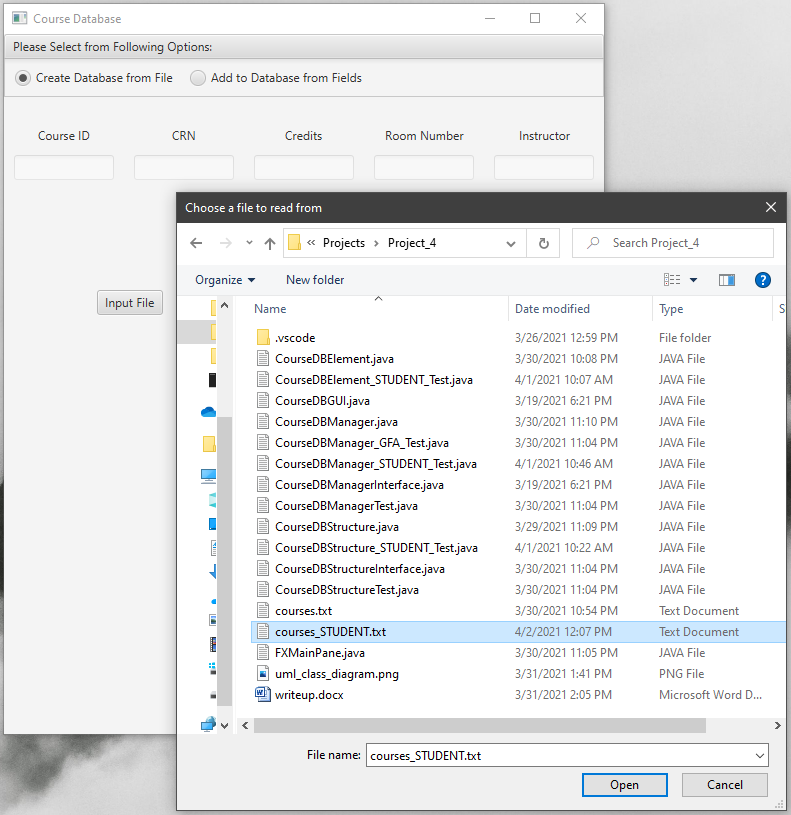 Course Database
Please Select from Following Options:
Create Database from File Add to Database from Fields
Course ID CRN Credits Room Number Instructor
Input File
Choose a file to read from
« Projects › Project_4 Search Project_4
Organize New folder
Name Date modified Type S
.vscode 3/26/2021 12:59 PM File folder
CourseDBElement.java 3/30/2021 10:08 PM JAVA File
CourseDBElement_STUDENT_Test.java 4/1/2021 10:07 AM JAVA File
CourseDBGUI.java 3/19/2021 6:21 PM JAVA File
CourseDBManager.java 3/30/2021 11:10 PM JAVA File
CourseDBManager_GFA_Test.java 3/30/2021 11:04 PM JAVA File
CourseDBManager_STUDENT_Test.java 4/1/2021 10:46 AM JAVA File
CourseDBManagerInterface.java 3/19/2021 6:21 PM JAVA File
CourseDBManagerTest.java 3/30/2021 11:04 PM JAVA File
CourseDBStructure.java 3/29/2021 11:09 PM JAVA File
CourseDBStructure_STUDENT_Test.java 4/1/2021 10:22 AM JAVA File
CourseDBStructureInterface.java 3/30/2021 11:04 PM JAVA File
CourseDBStructureTest.java 3/30/2021 11:04 PM JAVA File
courses.txt 3/30/2021 10:54 PM Text Document
courses_STUDENT.txt 4/2/2021 12:07 PM Text Document
FXMainPane.java 3/30/2021 11:05 PM JAVA File
uml_class_diagram.png 3/31/2021 1:41 PM PNG File
writeup.docx 3/31/2021 2:05 PM Microsoft Word D...
File name: courses_STUDENT.txt
Open Cancel